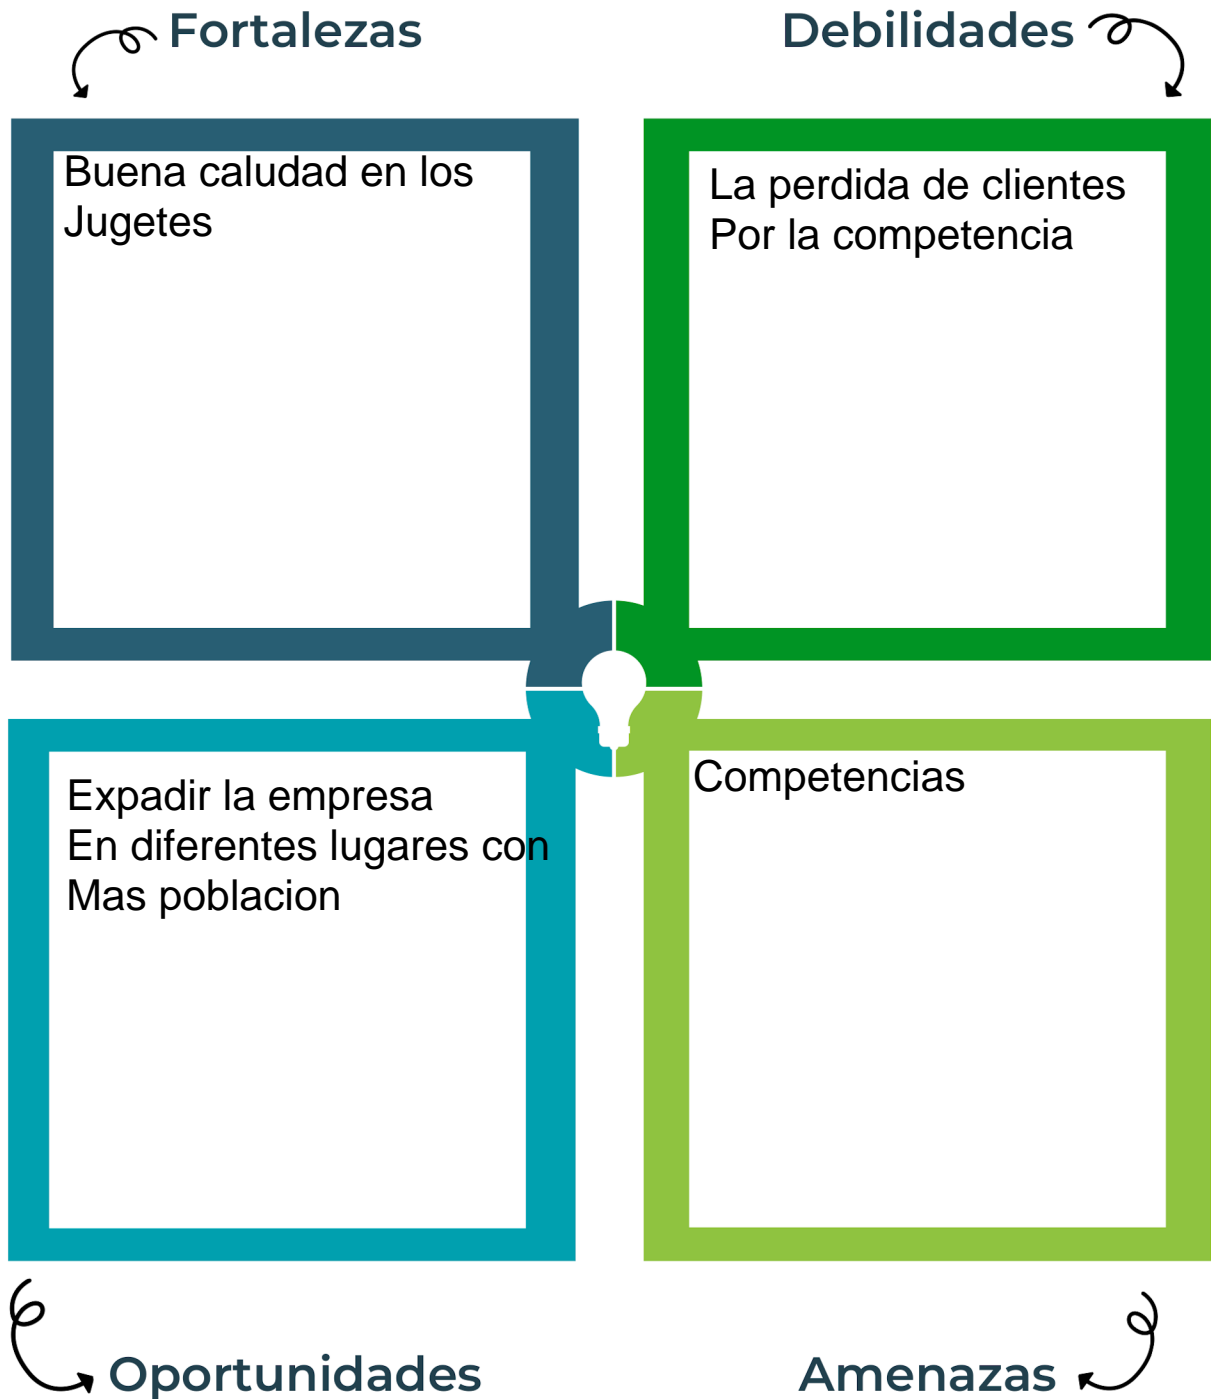 Fortalezas
Debilidades
Buena caludad en los
Jugetes
La perdida de clientes
Por la competencia
Expadir la empresa
En diferentes lugares con
Mas poblacion
Competencias
Oportunidades
Amenazas